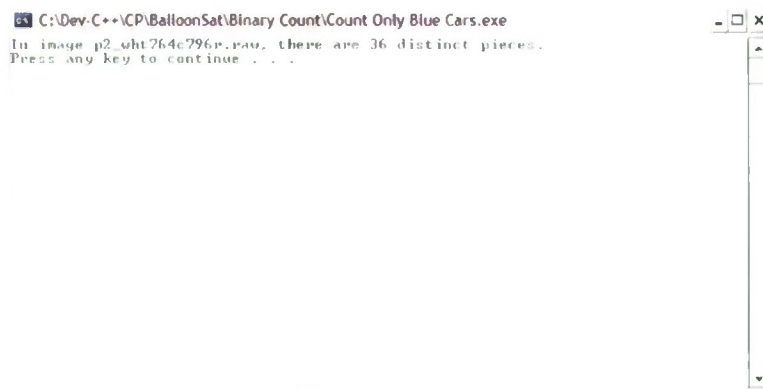 C:\Dev-C++\CP\BalloonSat\Binary Count\Count Only Blue Cars.exe
In image p2_wht764c796r.raw, there are 36 distinct pieces.
Press any key to continue . . .